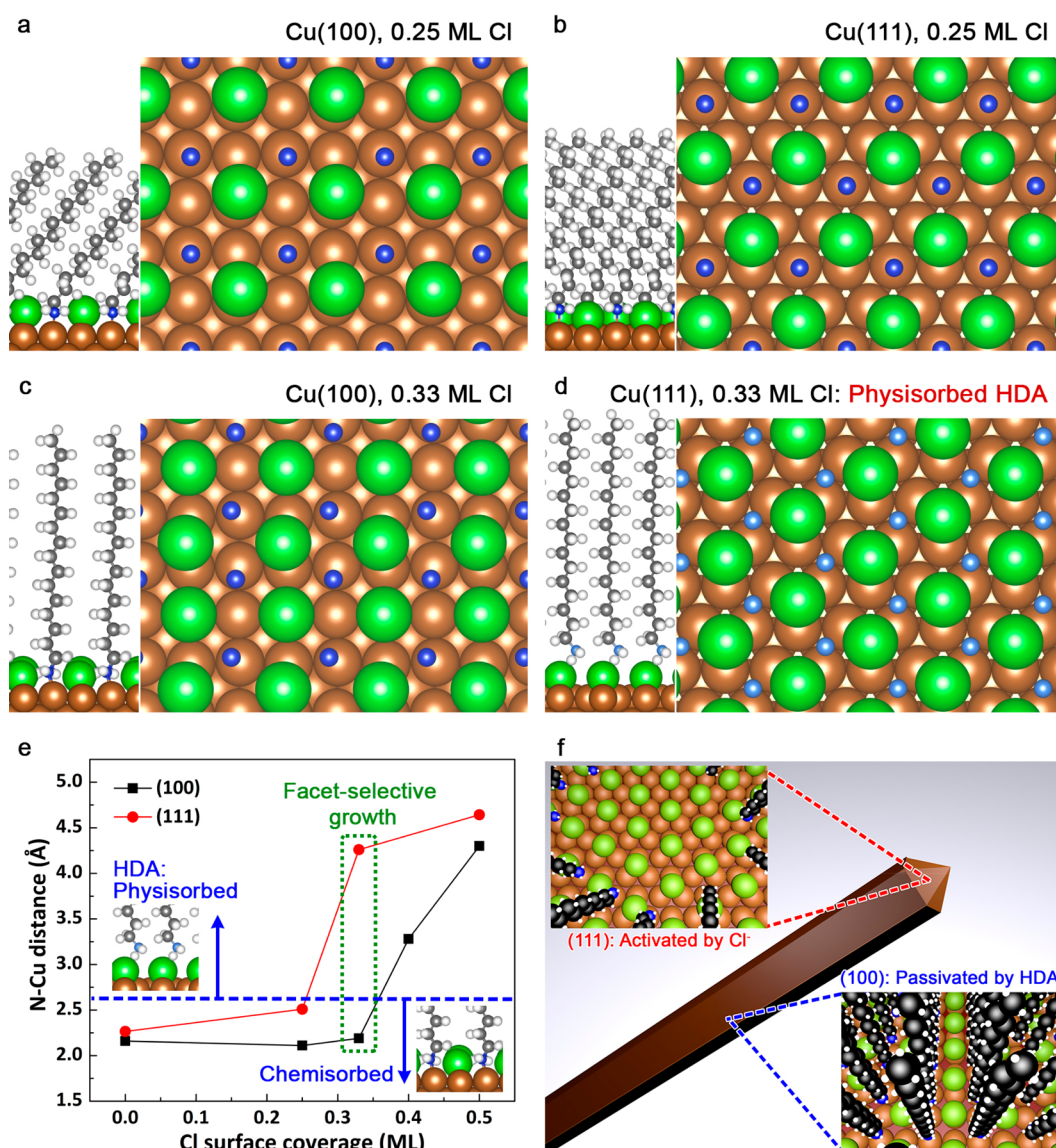 a
Cu(100), 0.25 ML Cl
b
Cu(111), 0.25 ML Cl
c
Cu(100), 0.33 ML Cl
d
Cu(111), 0.33 ML Cl: Physisorbed HDA
e
(100)
(111)
Facet-selective
growth
HDA:
Physisorbed
Chemisorbed
N-Cu distance (Å)
5.0
4.5
4.0
3.5
3.0
2.5
2.0
1.5
0.0
0.1
0.2
0.3
0.4
0.5
Cl surface coverage (ML)
f
(111): Activated by Cl⁻
(100): Passivated by HDA